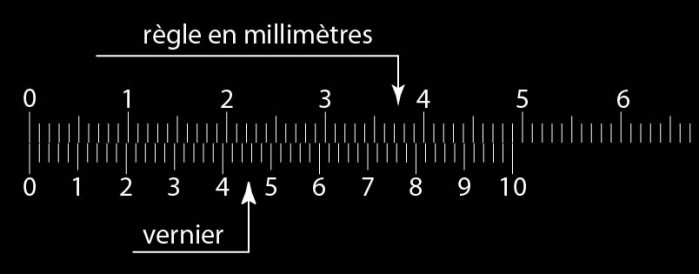 règle en millimètres
0 1 2 3 4 5 6
0 1 2 3 4 5 6 7 8 9 10
vernier